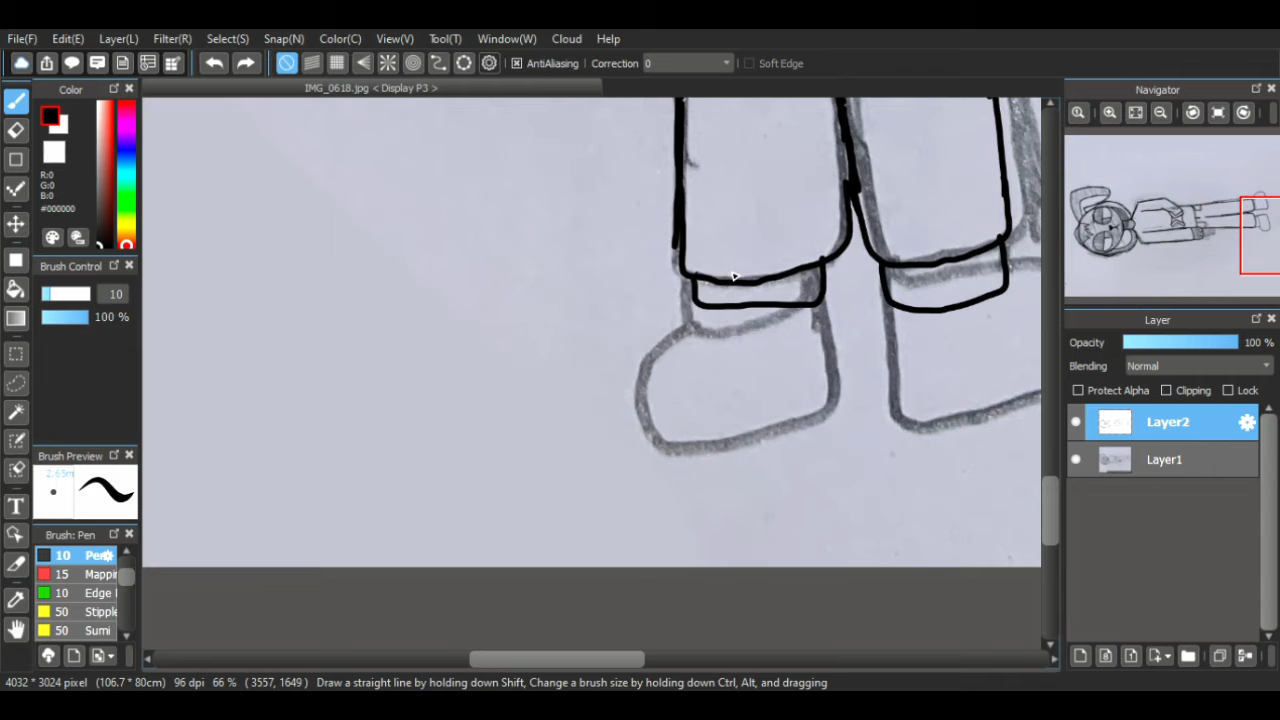 File(F) Edit(E) Layer(L) Filter(R) Select(S) Snap(N) Color(C) View(V) Tool(T) Window(W) Cloud Help
AntiAliasing Correction 0 Soft Edge
Color
IMG_0618.jpg < Display P3 >
Navigator
R:0
G:0
B:0
#000000
Brush Control
10
100 %
Layer
Opacity 100 %
Blending Normal
Protect Alpha Clipping Lock
Layer2
Layer1
Brush Preview
T
Brush: Pen
10 Pen
15 Mappi
10 Edge
50 Stipple
50 Sumi
4032 * 3024 pixel (106.7 * 80cm) 96 dpi 66 % ( 3557, 1649 ) Draw a straight line by holding down Shift, Change a brush size by holding down Ctrl, Alt, and dragging